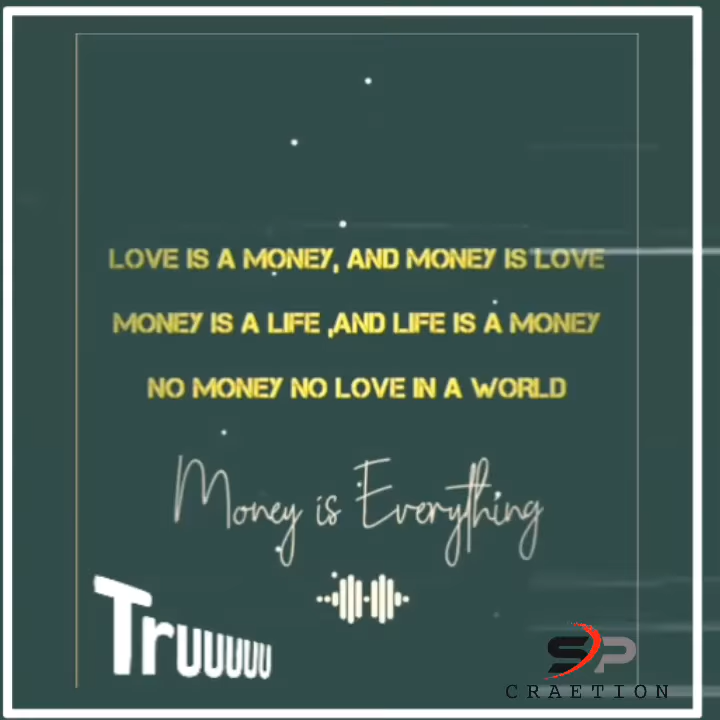 LOVE IS A MONEY, AND MONEY IS LOVE
MONEY IS A LIFE ,AND LIFE IS A MONEY
NO MONEY NO LOVE IN A WORLD
Money is Everything
Truuuuu
SP
CRAETION